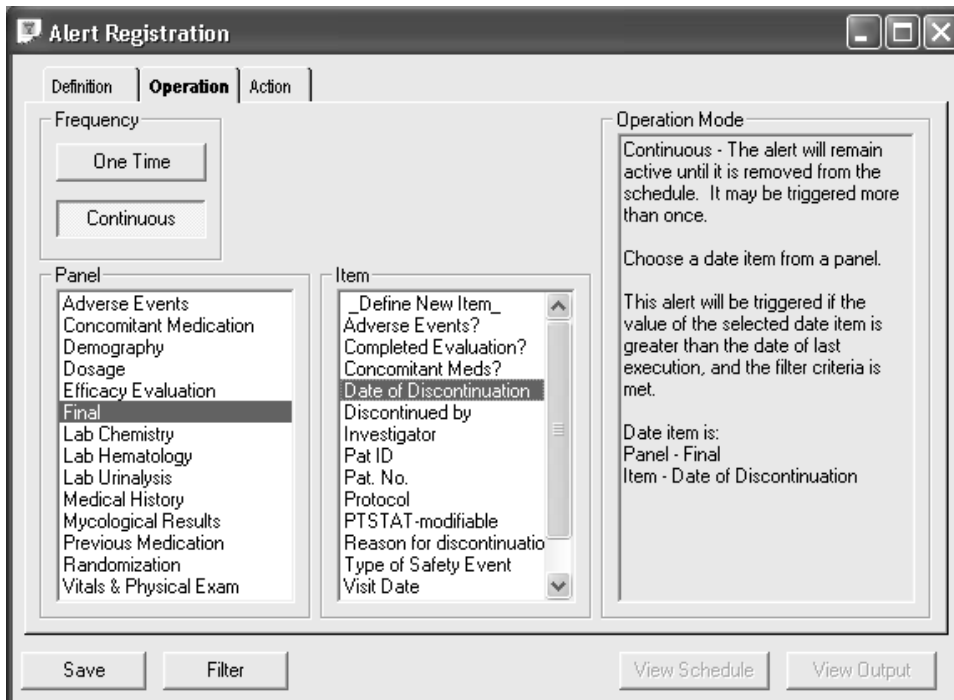 Alert Registration
Definition
Operation
Action
Frequency
One Time
Continuous
Panel
Adverse Events
Concomitant Medication
Demography
Dosage
Efficacy Evaluation
Final
Lab Chemistry
Lab Hematology
Lab Urinalysis
Medical History
Mycological Results
Previous Medication
Randomization
Vitals & Physical Exam
Item
_Define New Item_
Adverse Events?
Completed Evaluation?
Concomitant Meds?
Date of Discontinuation
Discontinued by
Investigator
Pat ID
Pat. No.
Protocol
PTSTAT-modifiable
Reason for discontinuatio
Type of Safety Event
Visit Date
Operation Mode
Continuous - The alert will remain
active until it is removed from the
schedule. It may be triggered more
than once.
Choose a date item from a panel.
This alert will be triggered if the
value of the selected date item is
greater than the date of last
execution, and the filter criteria is
met.
Date item is:
Panel - Final
Item - Date of Discontinuation
Save
Filter
View Schedule
View Output